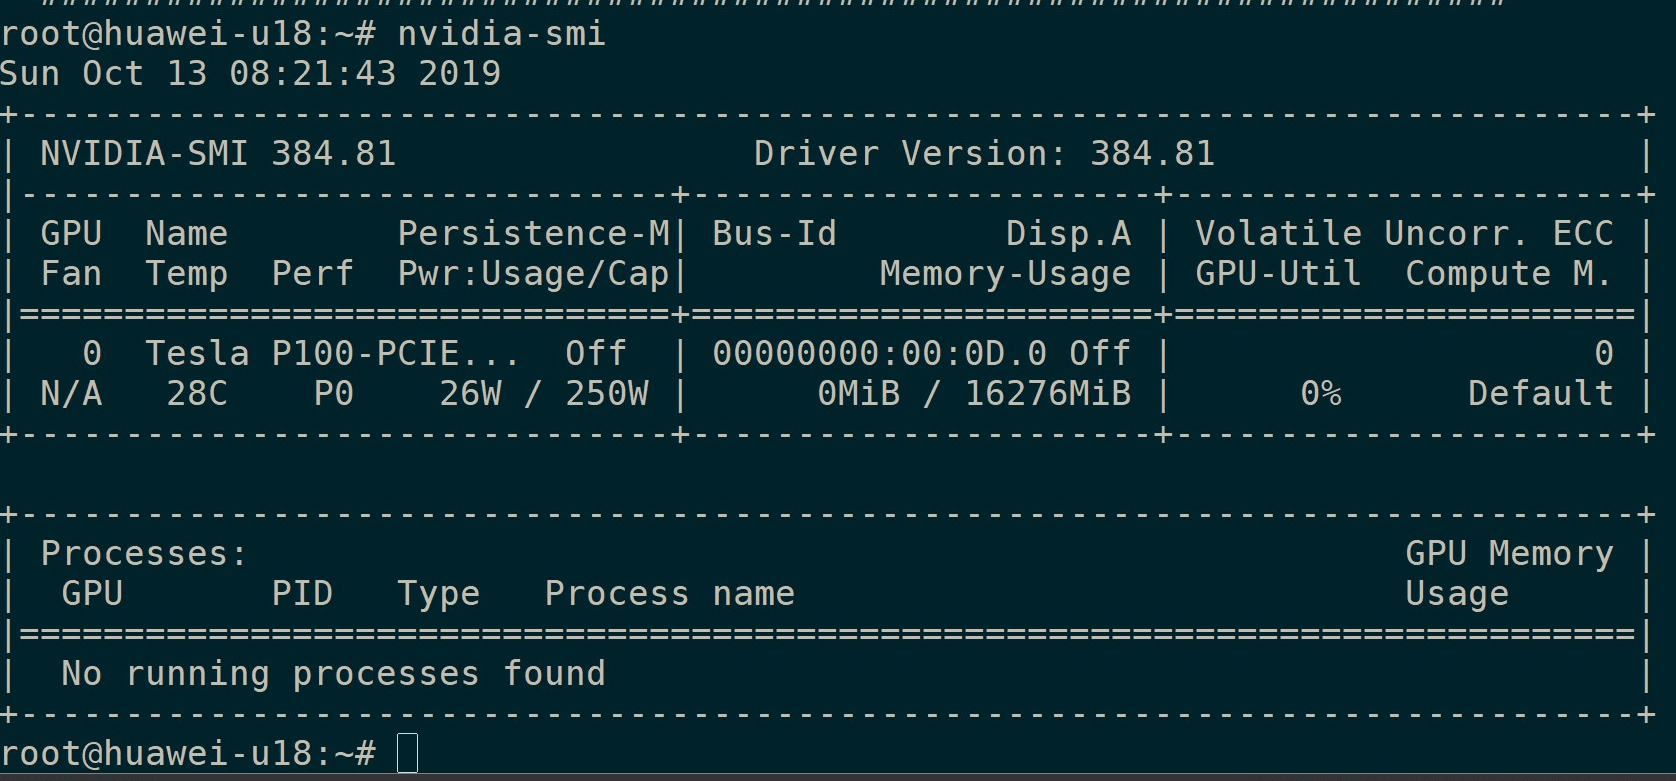 root@huawei-u18:~# nvidia-smi
Sun Oct 13 08:21:43 2019
+-----------------------------------------------------------------------------+
| NVIDIA-SMI 384.81                 Driver Version: 384.81                    |
|-------------------------------+----------------------+----------------------+
| GPU  Name        Persistence-M| Bus-Id        Disp.A | Volatile Uncorr. ECC |
| Fan  Temp  Perf  Pwr:Usage/Cap|         Memory-Usage | GPU-Util  Compute M. |
|===============================+======================+======================|
|   0  Tesla P100-PCIE...  Off  | 00000000:00:0D.0 Off |                    0 |
| N/A   28C    P0    26W / 250W |      0MiB / 16276MiB |      0%      Default |
+-------------------------------+----------------------+----------------------+

+-----------------------------------------------------------------------------+
| Processes:                                                       GPU Memory |
|  GPU       PID   Type   Process name                             Usage      |
|=============================================================================|
|  No running processes found                                                 |
+-----------------------------------------------------------------------------+
root@huawei-u18:~#